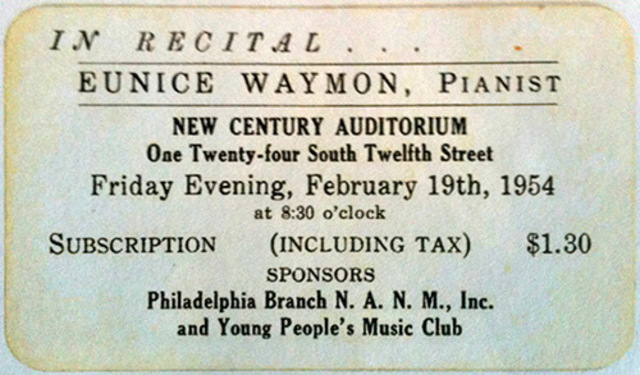 IN RECITAL . . .
EUNICE WAYMON, PIANIST
NEW CENTURY AUDITORIUM
One Twenty-four South Twelfth Street
Friday Evening, February 19th, 1954
at 8:30 o'clock
SUBSCRIPTION (INCLUDING TAX) $1.30
SPONSORS
Philadelphia Branch N. A. N. M., Inc.
and Young People's Music Club